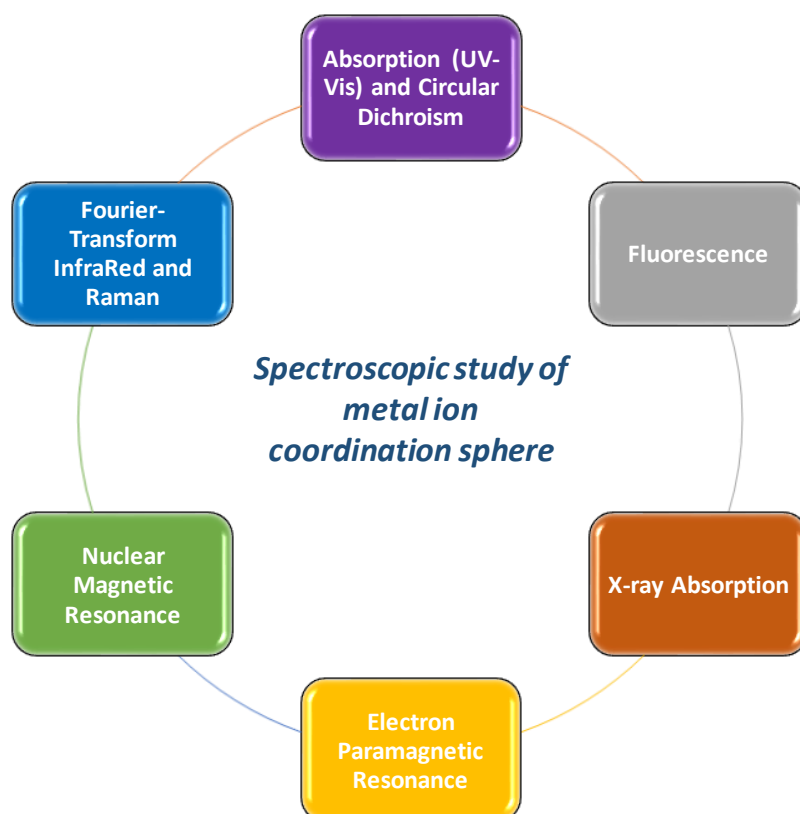 Absorption (UV-
Vis) and Circular
Dichroism
Fourier-
Transform
InfraRed and
Raman
Fluorescence
Spectroscopic study of
metal ion
coordination sphere
Nuclear
Magnetic
Resonance
X-ray Absorption
Electron
Paramagnetic
Resonance